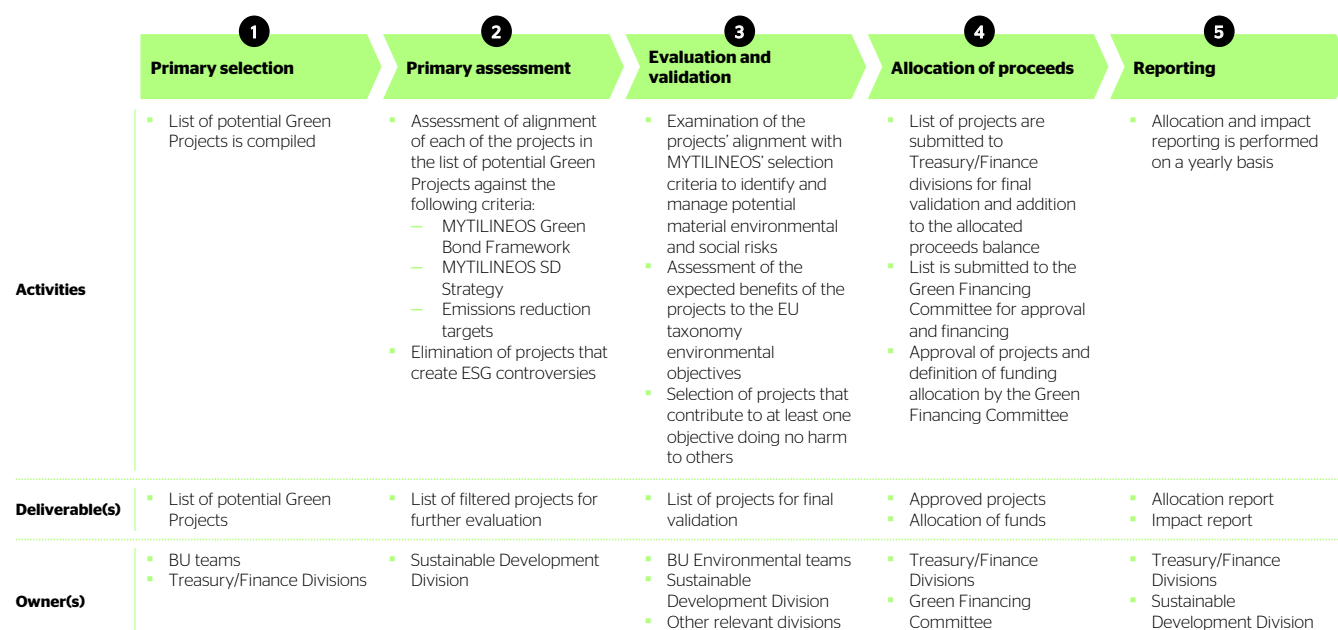 1
2
3
4
5
Primary selection
Primary assessment
Evaluation and
validation
Allocation of proceeds
Reporting
Activities
List of potential Green
Projects is compiled
Assessment of alignment
of each of the projects in
the list of potential Green
Projects against the
following criteria:
— MYTILINEOS Green
Bond Framework
— MYTILINEOS SD
Strategy
— Emissions reduction
targets
Elimination of projects that
create ESG controversies
Examination of the
projects' alignment with
MYTILINEOS' selection
criteria to identify and
manage potential
material environmental
and social risks
Assessment of the
expected benefits of the
projects to the EU
taxonomy
environmental
objectives
Selection of projects that
contribute to at least one
objective doing no harm
to others
List of projects are
submitted to
Treasury/Finance
divisions for final
validation and addition
to the allocated
proceeds balance
List is submitted to the
Green Financing
Committee for approval
and financing
Approval of projects and
definition of funding
allocation by the Green
Financing Committee
Allocation and impact
reporting is performed
on a yearly basis
Deliverable(s)
List of potential Green
Projects
List of filtered projects for
further evaluation
List of projects for final
validation
Approved projects
Allocation of funds
Allocation report
Impact report
Owner(s)
BU teams
Treasury/Finance Divisions
Sustainable Development
Division
BU Environmental teams
Sustainable
Development Division
Other relevant divisions
Treasury/Finance
Divisions
Green Financing
Committee
Treasury/Finance
Divisions
Sustainable
Development Division